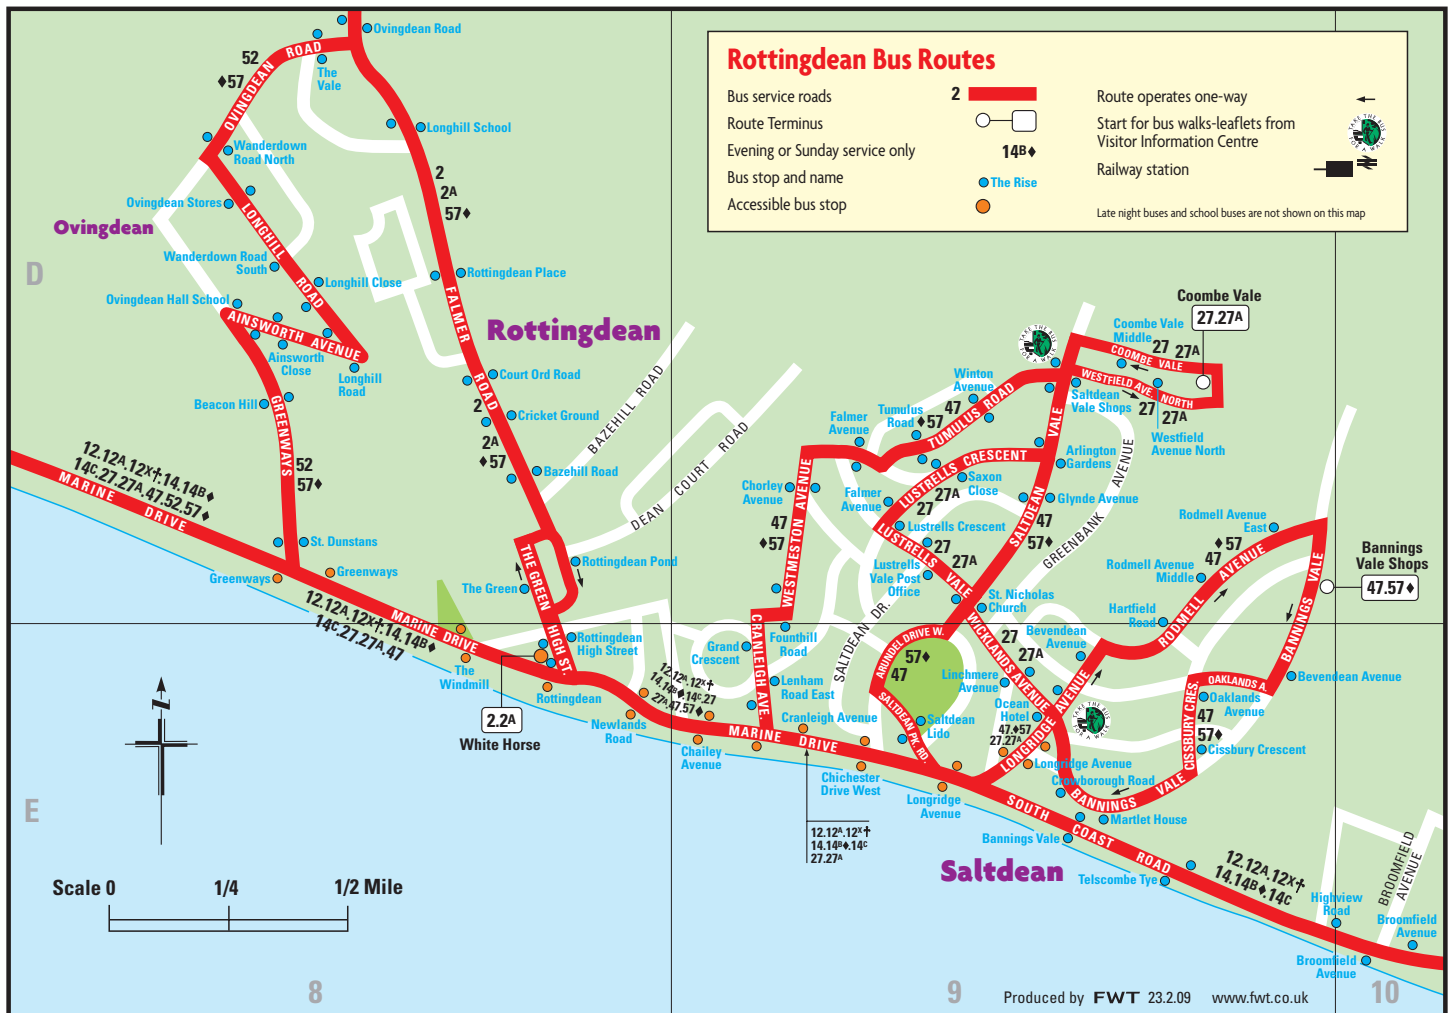 Rottingdean Bus Routes
Bus service roads
2
Route Terminus
Evening or Sunday service only
14B♦
Bus stop and name
The Rise
Accessible bus stop
Route operates one-way
Start for bus walks-leaflets from
Visitor Information Centre
TAKE THE BUS
FOR A WALK
Railway station
Late night buses and school buses are not shown on this map
Ovingdean Road
52
♦57
OVINGDEAN ROAD
The
Vale
Longhill School
Wanderdown
Road North
2
2A
57♦
Ovingdean Stores
Ovingdean
LONGHILL ROAD
Wanderdown Road
South
Longhill Close
Rottingdean Place
D
Ovingdean Hall School
AINSWORTH AVENUE
Ainsworth
Close
Longhill
Road
FALMER ROAD
Rottingdean
Court Ord Road
Beacon Hill
GREENWAYS
2
Cricket Ground
2A
♦57
BAZEHILL ROAD
DEAN COURT ROAD
Bazehill Road
52
57♦
12.12A.12X†.14.14B♦
14C.27.27A.47.52.57♦
MARINE DRIVE
St. Dunstans
Greenways
Greenways
THE GREEN
Rottingdean Pond
The Green
12.12A.12X†.14.14B♦
14C.27.27A.47
MARINE DRIVE
HIGH ST.
Rottingdean
High Street
The
Windmill
Rottingdean
2.2A
White Horse
Newlands
Road
12.12A.12X†
14.14B♦.14C.27
27A.47.57♦
Chailey
Avenue
Coombe Vale
27.27A
Coombe Vale
Middle
27 27A
COOMBE VALE
TAKE THE BUS
FOR A WALK
WESTFIELD AVE. NORTH
Saltdean
Vale Shops
27
27A
Westfield
Avenue North
Winton
Avenue
47
Tumulus
Road
♦57
TUMULUS ROAD
Falmer
Avenue
Arlington
Gardens
GREENBANK AVENUE
LUSTRELLS CRESCENT
Saxon
Close
27A
27
Chorley
Avenue
Falmer
Avenue
Glynde Avenue
SALTDEAN VALE
WESTMESTON AVENUE
47
♦57
Lustrells Crescent
27
27A
47
57♦
LUSTRELLS VALE
Lustrells
Vale Post
Office
Rodmell Avenue
East
♦57
47
Rodmell Avenue
Middle
RODMELL AVENUE
Bannings
Vale Shops
47.57♦
BANNINGS VALE
St. Nicholas
Church
Hartfield
Road
SALTDEAN DR.
CRANLEIGH AVE.
Founthill
Road
Grand
Crescent
ARUNDEL DRIVE W.
57♦
47
WICKLANDS AVENUE
27
27A
Bevendean
Avenue
Linchmere
Avenue
Lenham
Road East
OAKLANDS A.
Bevendean Avenue
Oaklands
Avenue
CISSBURY CRES.
47
57♦
Cissbury Crescent
SALTDEAN PK. RD.
Saltdean
Lido
Ocean
Hotel
47.♦57
27.27A
LONGRIDGE AVENUE
TAKE THE BUS
FOR A WALK
Cranleigh Avenue
MARINE DRIVE
Longridge Avenue
Crowborough Road
BANNINGS VALE
Chichester
Drive West
Longridge
Avenue
Martlet House
12.12A.12X†
14.14B♦.14C
27.27A
Bannings Vale
SOUTH COAST ROAD
Saltdean
Telscombe Tye
12.12A.12X†
14.14B♦.14C
BROOMFIELD AVENUE
Highview
Road
Broomfield
Avenue
Broomfield
Avenue
N
E
Scale 0 1/4 1/2 Mile
8
9
10
Produced by FWT 23.2.09 www.fwt.co.uk